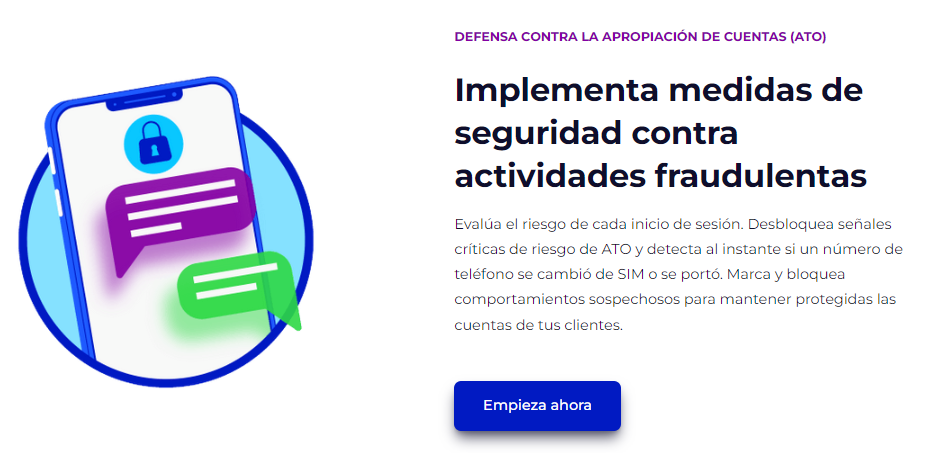 DEFENSA CONTRA LA APROPIACIÓN DE CUENTAS (ATO)
Implementa medidas de
seguridad contra
actividades fraudulentas
Evalúa el riesgo de cada inicio de sesión. Desbloquea señales
críticas de riesgo de ATO y detecta al instante si un número de
teléfono se cambió de SIM o se portó. Marca y bloquea
comportamientos sospechosos para mantener protegidas las
cuentas de tus clientes.
Empieza ahora